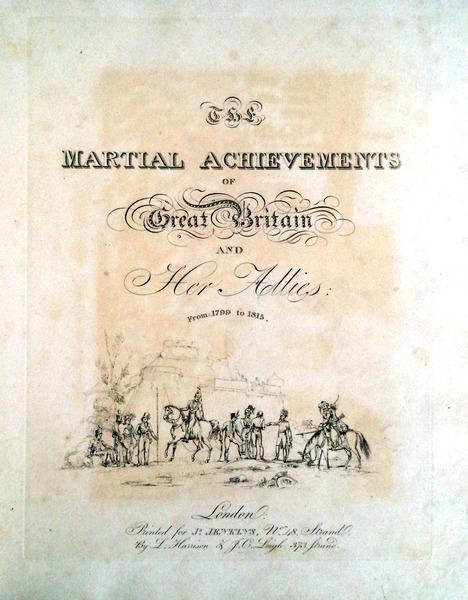 THE
MARTIAL ACHIEVEMENTS
OF
Great Britain
AND
Her Allies:
From 1799 to 1815.
London:
Printed for Js. JENKINS, No. 48, Strand
By L. Harrison & J.C. Leigh 373 Strand.